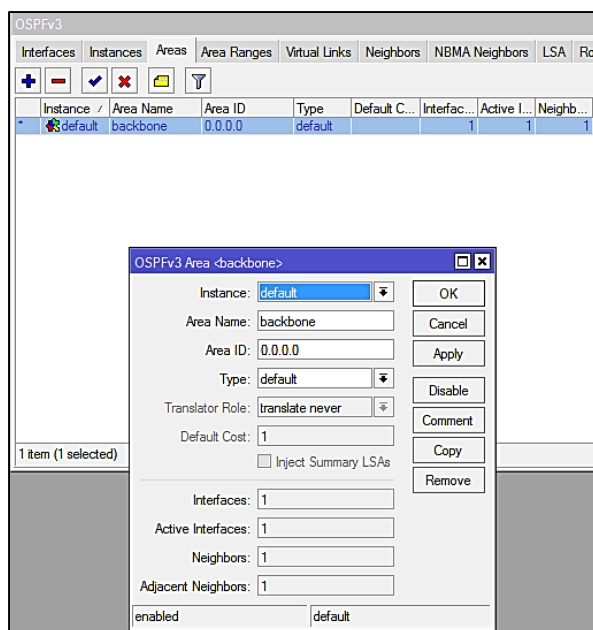 OSPFv3
Interfaces Instances Areas Area Ranges Virtual Links Neighbors NBMA Neighbors LSA Ro
Instance Area Name Area ID Type Default C... Interfac... Active I... Neighb...
* default backbone 0.0.0.0 default 1 1 1
OSPFv3 Area <backbone>
Instance: default OK
Area Name: backbone Cancel
Area ID: 0.0.0.0 Apply
Type: default Disable
Translator Role: translate never Comment
Default Cost: 1 Copy
Inject Summary LSAs Remove
1 item (1 selected)
Interfaces: 1
Active Interfaces: 1
Neighbors: 1
Adjacent Neighbors: 1
enabled default